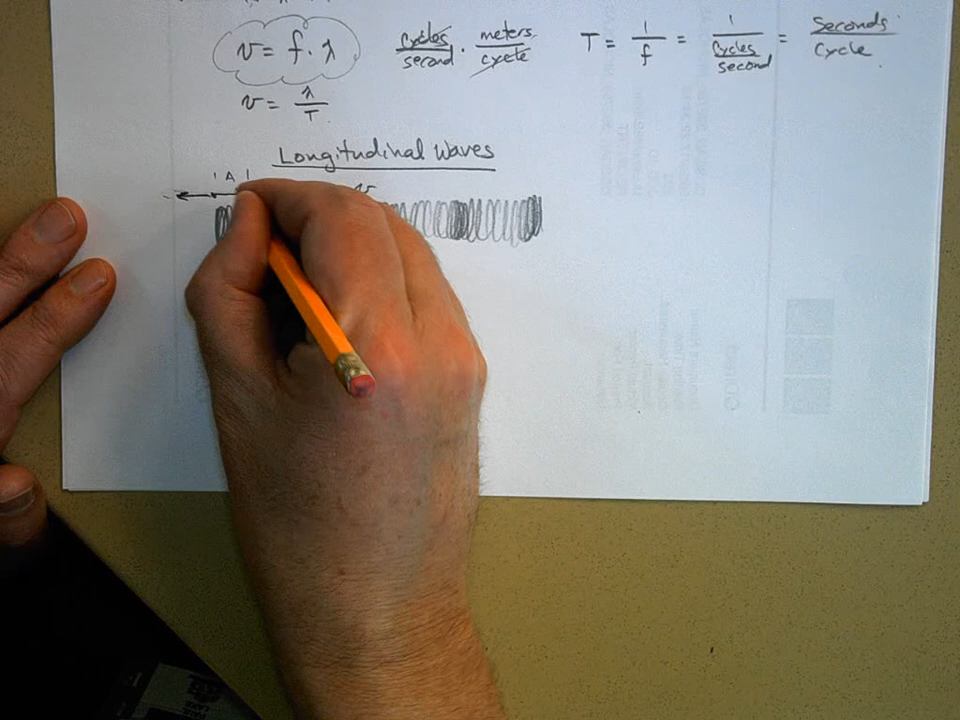 v = f · λ
cycles/second · meters/cycle
T = 1/f = 1/(cycles/second) = Seconds/Cycle
v = λ/T
Longitudinal Waves
A
v